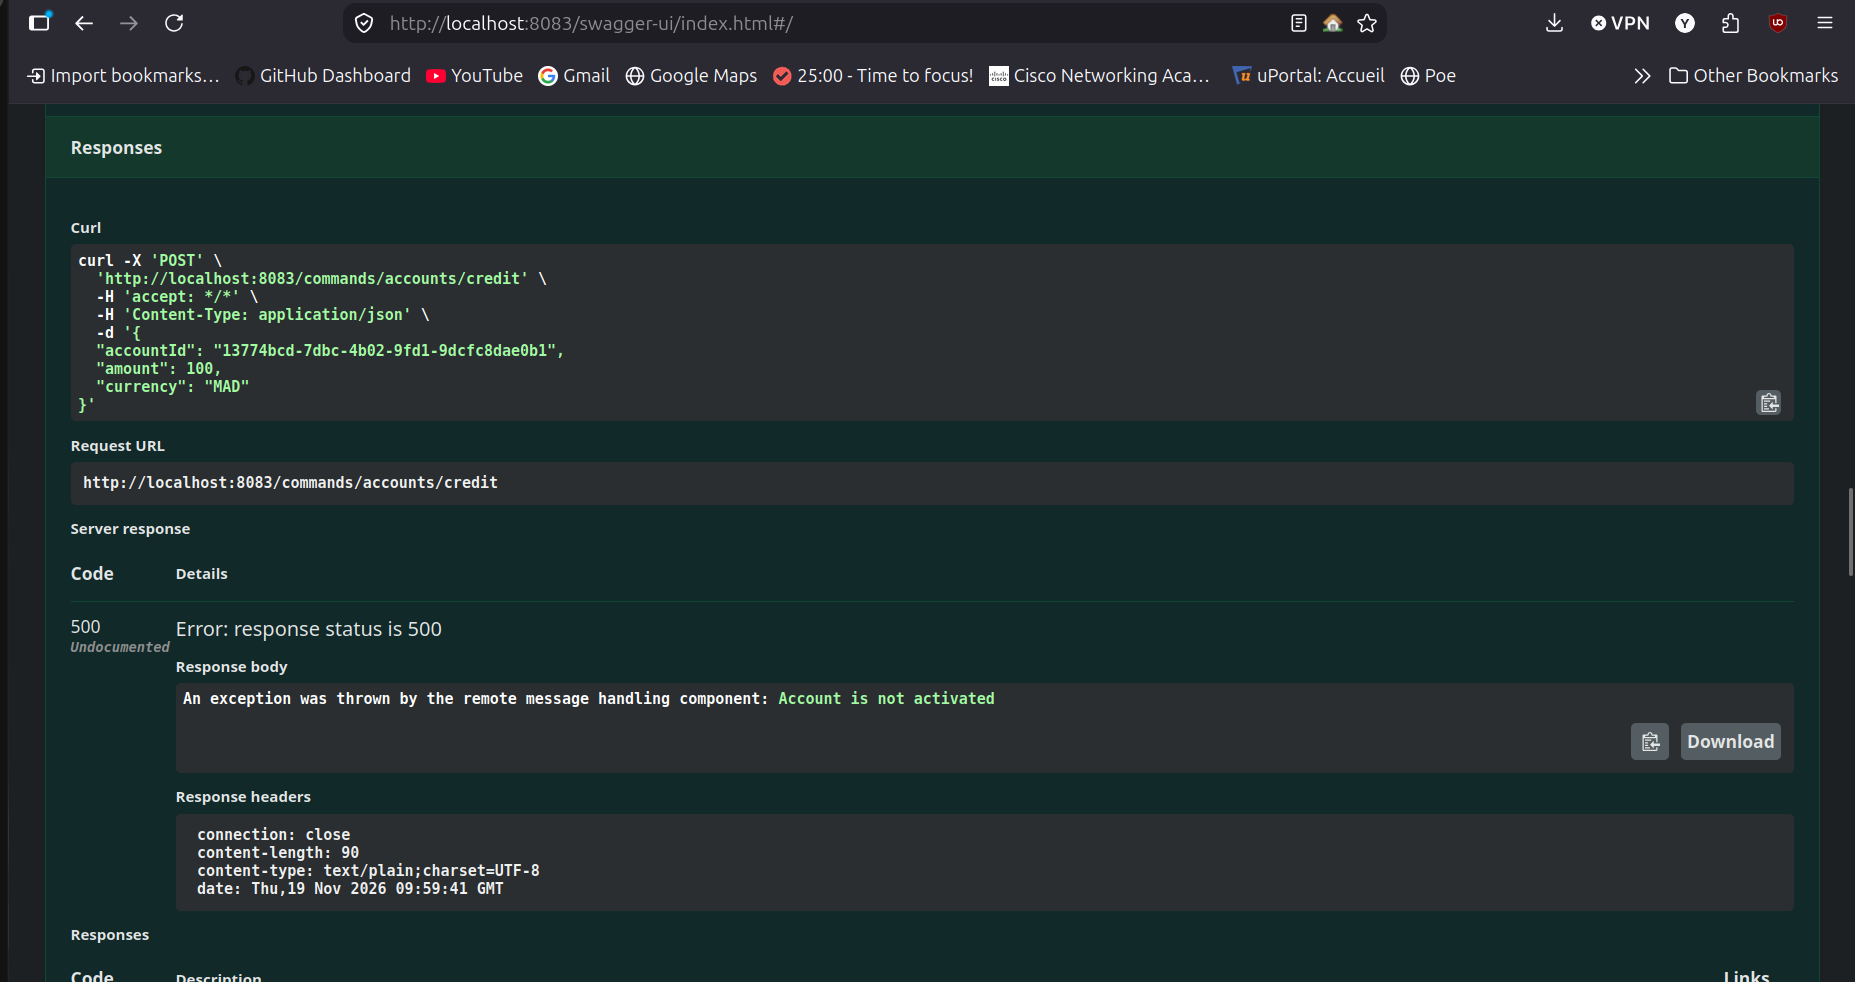 http://localhost:8083/swagger-ui/index.html#/
VPN
Y
Import bookmarks...
GitHub Dashboard
YouTube
Gmail
Google Maps
25:00 - Time to focus!
Cisco Networking Aca...
uPortal: Accueil
Poe
Other Bookmarks
Responses
Curl
curl -X 'POST' \
  'http://localhost:8083/commands/accounts/credit' \
  -H 'accept: */*' \
  -H 'Content-Type: application/json' \
  -d '{
  "accountId": "13774bcd-7dbc-4b02-9fd1-9dcfc8dae0b1",
  "amount": 100,
  "currency": "MAD"
}'
Request URL
http://localhost:8083/commands/accounts/credit
Server response
Code Details
500 Error: response status is 500
Undocumented
Response body
An exception was thrown by the remote message handling component: Account is not activated
Download
Response headers
connection: close
content-length: 90
content-type: text/plain;charset=UTF-8
date: Thu,19 Nov 2026 09:59:41 GMT
Responses
Code Description Links